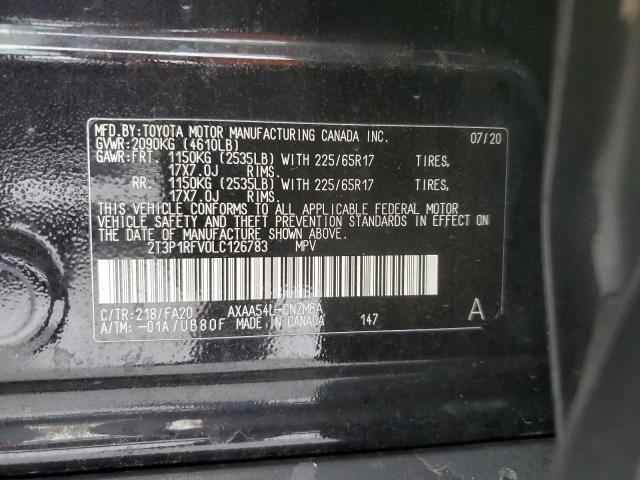 MFD.BY:TOYOTA MOTOR MANUFACTURING CANADA INC. 07/20
GVWR:2090KG (4610LB)
GAWR:FRT. 1150KG (2535LB) WITH 225/65R17 TIRES,
17X7.0J RIMS.
RR. 1150KG (2535LB) WITH 225/65R17 TIRES,
17X7.0J RIMS.
THIS VEHICLE CONFORMS TO ALL APPLICABLE FEDERAL MOTOR
VEHICLE SAFETY AND THEFT PREVENTION STANDARDS IN EFFECT ON
THE DATE OF MANUFACTURE SHOWN ABOVE.
2T3P1RFV0LC126783 MPV
C/TR:218/FA20 AXAA54L-CNZMBA
A/TM:-01A/UB80F MADE IN CANADA 147 A